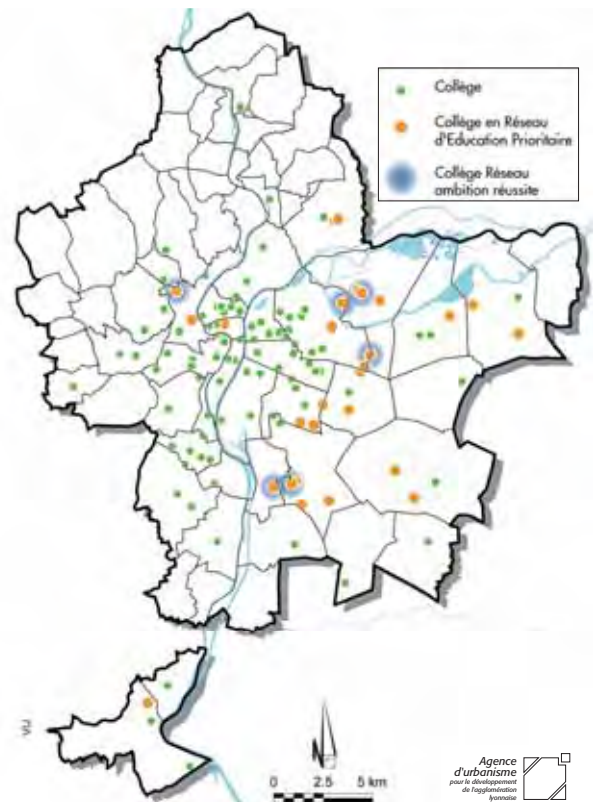 Collège
Collège en Réseau
d'Education Prioritaire
Collège Réseau
ambition réussite
0 2.5 5 km
Agence
d'urbanisme
pour le développement
de l'agglomération
lyonnaise